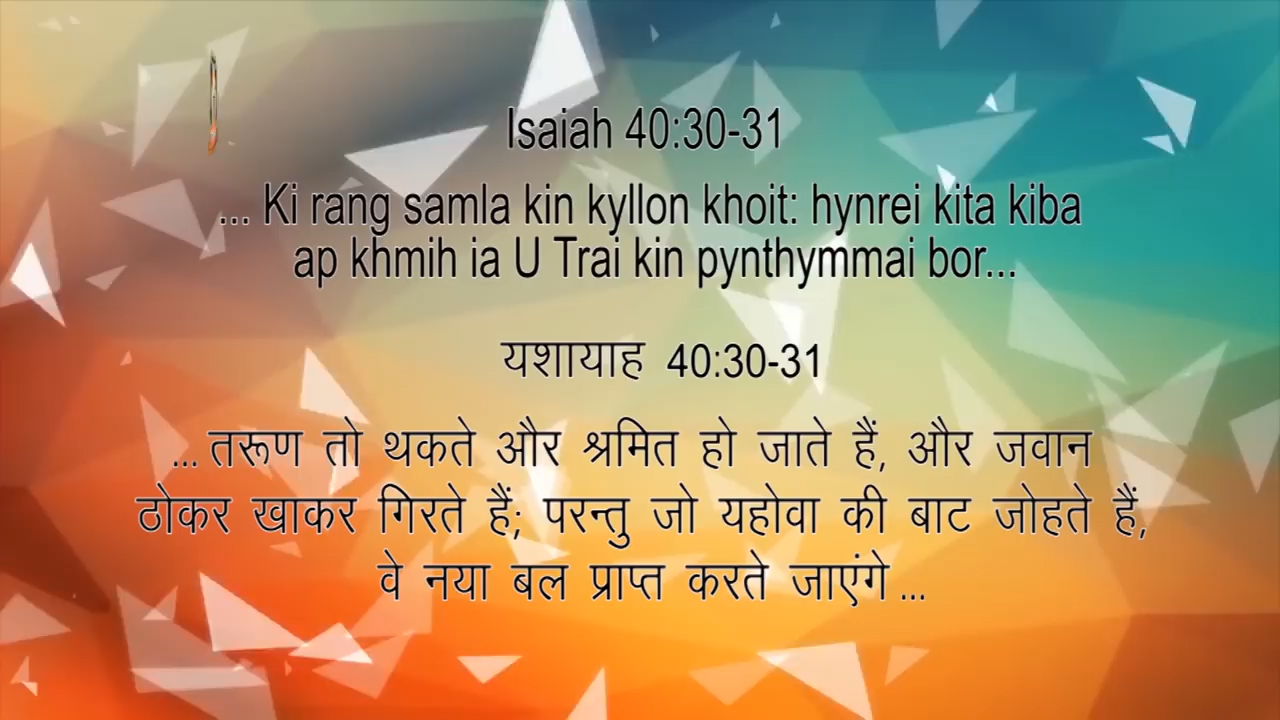 Isaiah 40:30-31
... Ki rang samla kin kyllon khoit: hynrei kita kiba
ap khmih ia U Trai kin pynthymmai bor...
यशायाह 40:30-31
... तरूण तो थकते और श्रमित हो जाते हैं, और जवान
ठोकर खाकर गिरते हैं; परन्तु जो यहोवा की बाट जोहते हैं,
वे नया बल प्राप्त करते जाएंगे ...